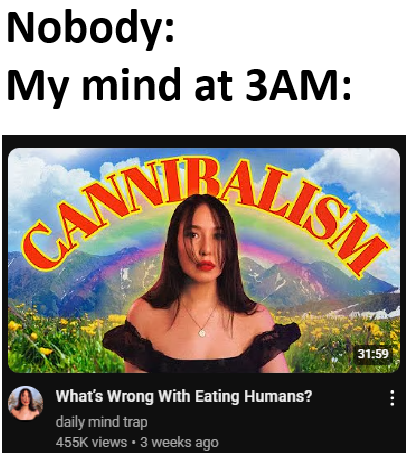 Nobody:
My mind at 3AM:
CANNIBALISM
31:59
What's Wrong With Eating Humans?
daily mind trap
455K views • 3 weeks ago